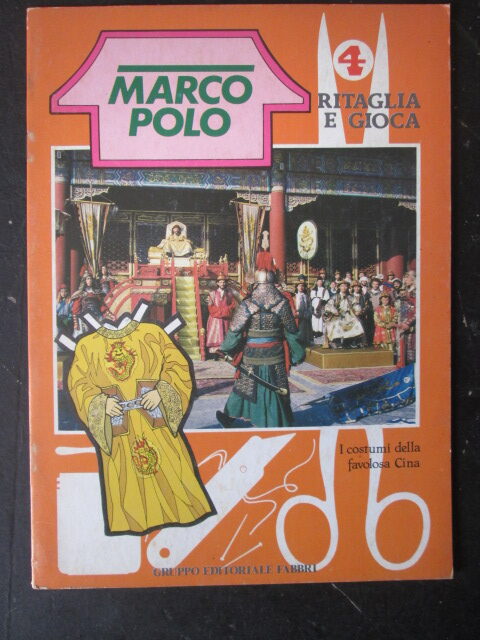 MARCO
POLO
4
RITAGLIA
E GIOCA
I costumi della
favolosa Cina
GRUPPO EDITORIALE FABBRI